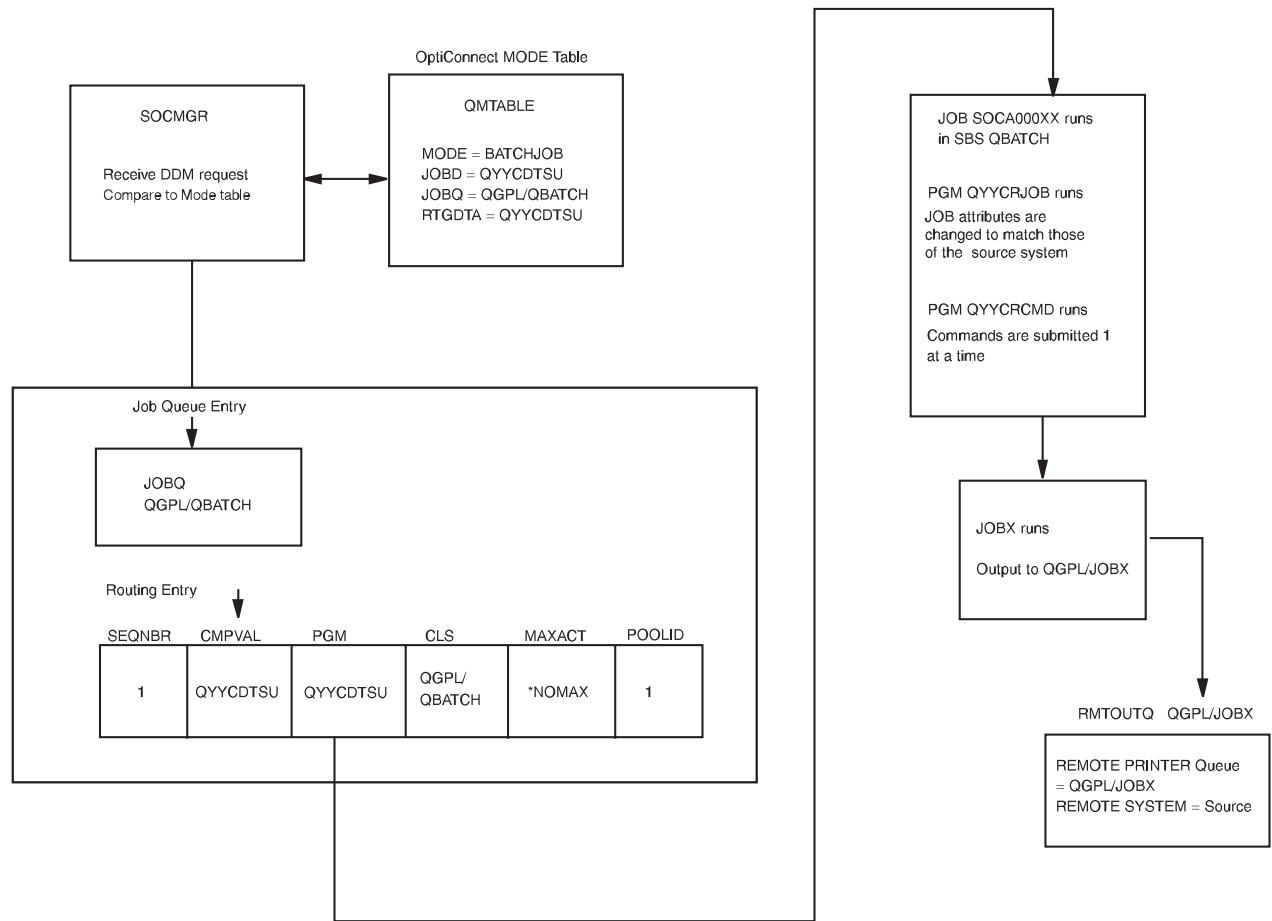 OptiConnect MODE Table
SOCMGR
Receive DDM request
Compare to Mode table
QMTABLE
MODE = BATCHJOB
JOBD = QYYCDTSU
JOBQ = QGPL/QBATCH
RTGDTA = QYYCDTSU
Job Queue Entry
JOBQ
QGPL/QBATCH
Routing Entry
SEQNBR CMPVAL PGM CLS MAXACT POOLID
1 QYYCDTSU QYYCDTSU QGPL/ *NOMAX 1
QBATCH
JOB SOCA000XX runs
in SBS QBATCH
PGM QYYCRJOB runs
JOB attributes are
changed to match those
of the source system
PGM QYYCRCMD runs
Commands are submitted 1
at a time
JOBX runs
Output to QGPL/JOBX
RMTOUTQ QGPL/JOBX
REMOTE PRINTER Queue
= QGPL/JOBX
REMOTE SYSTEM = Source